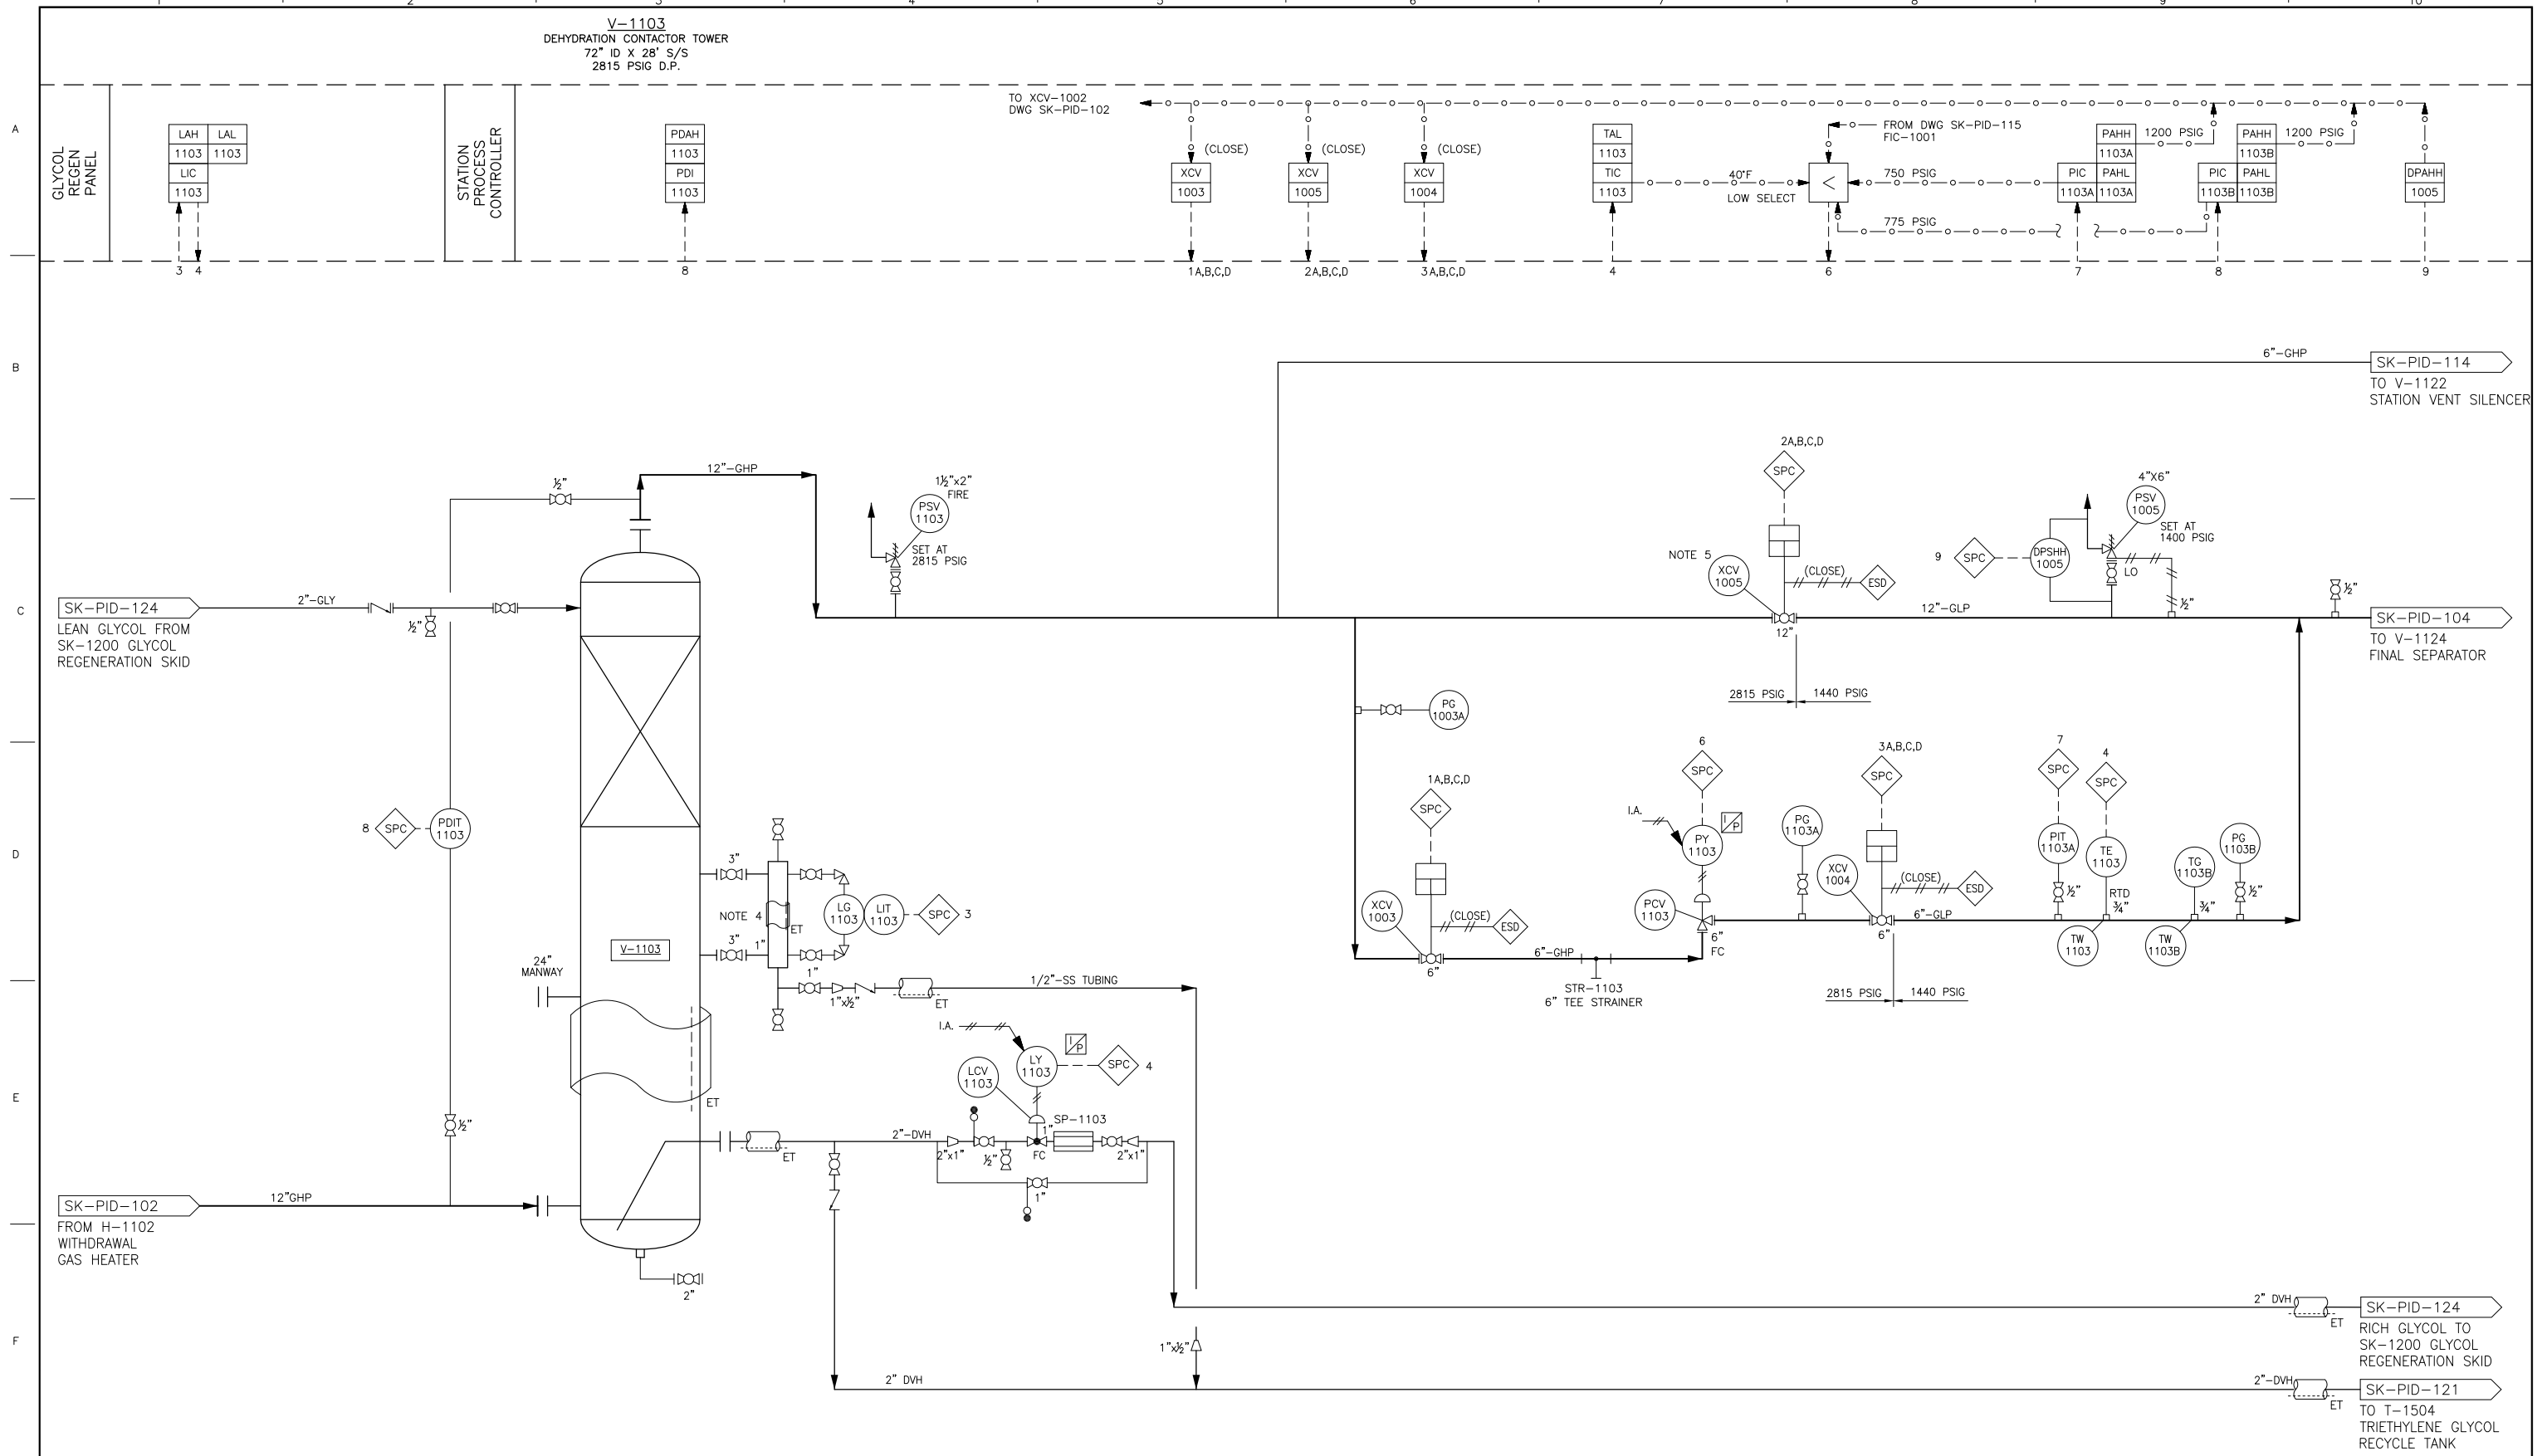 1 2 3 4 5 6 7 8 9 10
V-1103
DEHYDRATION CONTACTOR TOWER
72" ID X 28' S/S
2815 PSIG D.P.
A
GLYCOL
REGEN
PANEL
LAH LAL
1103 1103
LIC
1103
3 4
STATION
PROCESS
CONTROLLER
PDAH
1103
PDI
1103
8
TO XCV-1002
DWG SK-PID-102
(CLOSE)
XCV
1003
1A,B,C,D
(CLOSE)
XCV
1005
2A,B,C,D
(CLOSE)
XCV
1004
3A,B,C,D
TAL
1103
TIC
1103
4
40°F
LOW SELECT
FROM DWG SK-PID-115
FIC-1001
<
6
750 PSIG
775 PSIG
PAHH
1103A
PIC PAHL
1103A 1103A
7
1200 PSIG
PAHH
1103B
PIC PAHL
1103B 1103B
8
1200 PSIG
DPAHH
1005
9
B
6"-GHP
SK-PID-114
TO V-1122
STATION VENT SILENCER
12"-GHP
½"
1½"x2"
FIRE
PSV
1103
SET AT
2815 PSIG
2A,B,C,D
SPC
NOTE 5
XCV
1005
(CLOSE)
ESD
12"
2815 PSIG
1440 PSIG
9
SPC
DPSHH
1005
4"X6"
PSV
1005
SET AT
1400 PSIG
LO
½"
½"
12"-GLP
C
SK-PID-124
LEAN GLYCOL FROM
SK-1200 GLYCOL
REGENERATION SKID
2"-GLY
½"
SK-PID-104
TO V-1124
FINAL SEPARATOR
PG
1003A
D
8
SPC
PDIT
1103
3"
NOTE 4
3"
1"
ET
LG
1103
LIT
1103
SPC
3
V-1103
24"
MANWAY
1"
1"x½"
ET
1/2"-SS TUBING
1A,B,C,D
SPC
XCV
1003
(CLOSE)
ESD
6"
6"-GHP
STR-1103
6" TEE STRAINER
6
SPC
I.A.
PY
1103
I/P
PCV
1103
6"
FC
PG
1103A
3A,B,C,D
SPC
XCV
1004
(CLOSE)
ESD
6"
6"-GLP
2815 PSIG
1440 PSIG
7
SPC
PIT
1103A
½"
4
SPC
TE
1103
RTD
¾"
TW
1103
TG
1103B
¾"
TW
1103B
PG
1103B
½"
E
½"
ET
I.A.
LY
1103
I/P
SPC
4
LCV
1103
SP-1103
1"
2"-DVH
ET
2"x1"
½"
FC
2"x1"
1"
SK-PID-102
FROM H-1102
WITHDRAWAL
GAS HEATER
12"GHP
2"
F
2" DVH
ET
SK-PID-124
RICH GLYCOL TO
SK-1200 GLYCOL
REGENERATION SKID
1"x½"
2" DVH
2"-DVH
ET
SK-PID-121
TO T-1504
TRIETHYLENE GLYCOL
RECYCLE TANK